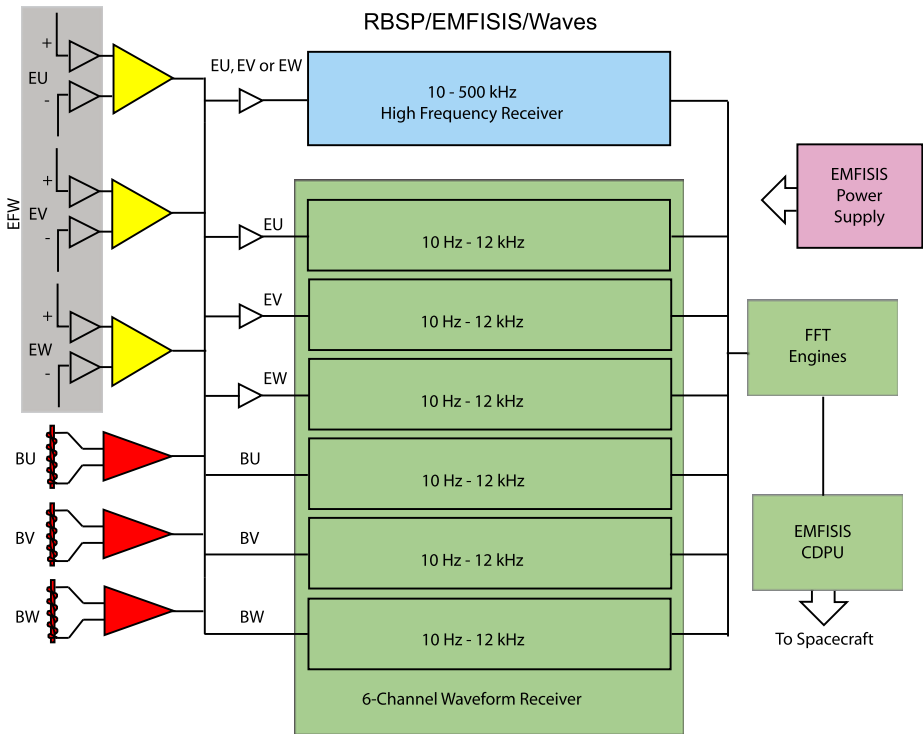 RBSP/EMFISIS/Waves
EFW
+
EU
-
+
EV
-
+
EW
-
BU
BV
BW
EU, EV or EW
EU
EV
EW
BU
BV
BW
10 - 500 kHz
High Frequency Receiver
10 Hz - 12 kHz
10 Hz - 12 kHz
10 Hz - 12 kHz
10 Hz - 12 kHz
10 Hz - 12 kHz
10 Hz - 12 kHz
6-Channel Waveform Receiver
EMFISIS
Power
Supply
FFT
Engines
EMFISIS
CDPU
To Spacecraft